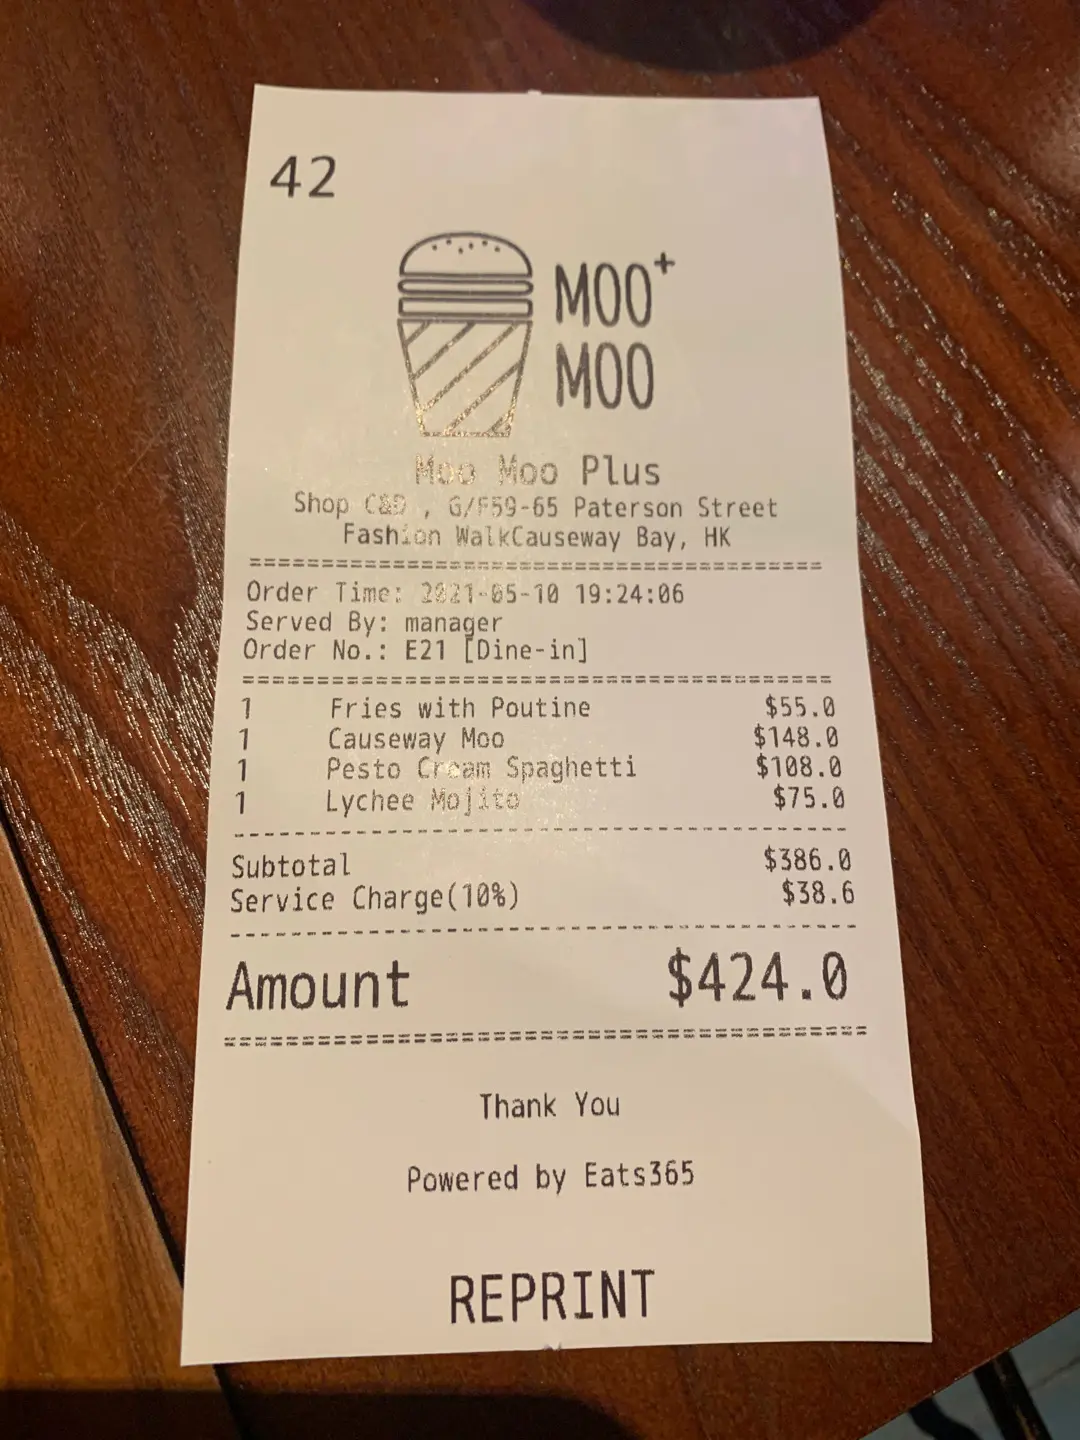 42
MOO+
MOO
Moo Moo Plus
Shop C&D , G/F59-65 Paterson Street
Fashion WalkCauseway Bay, HK
Order Time: 2021-05-10 19:24:06
Served By: manager
Order No.: E21 [Dine-in]
1 Fries with Poutine $55.0
1 Causeway Moo $148.0
1 Pesto Cream Spaghetti $108.0
1 Lychee Mojito $75.0
Subtotal $386.0
Service Charge(10%) $38.6
Amount $424.0
Thank You
Powered by Eats365
REPRINT